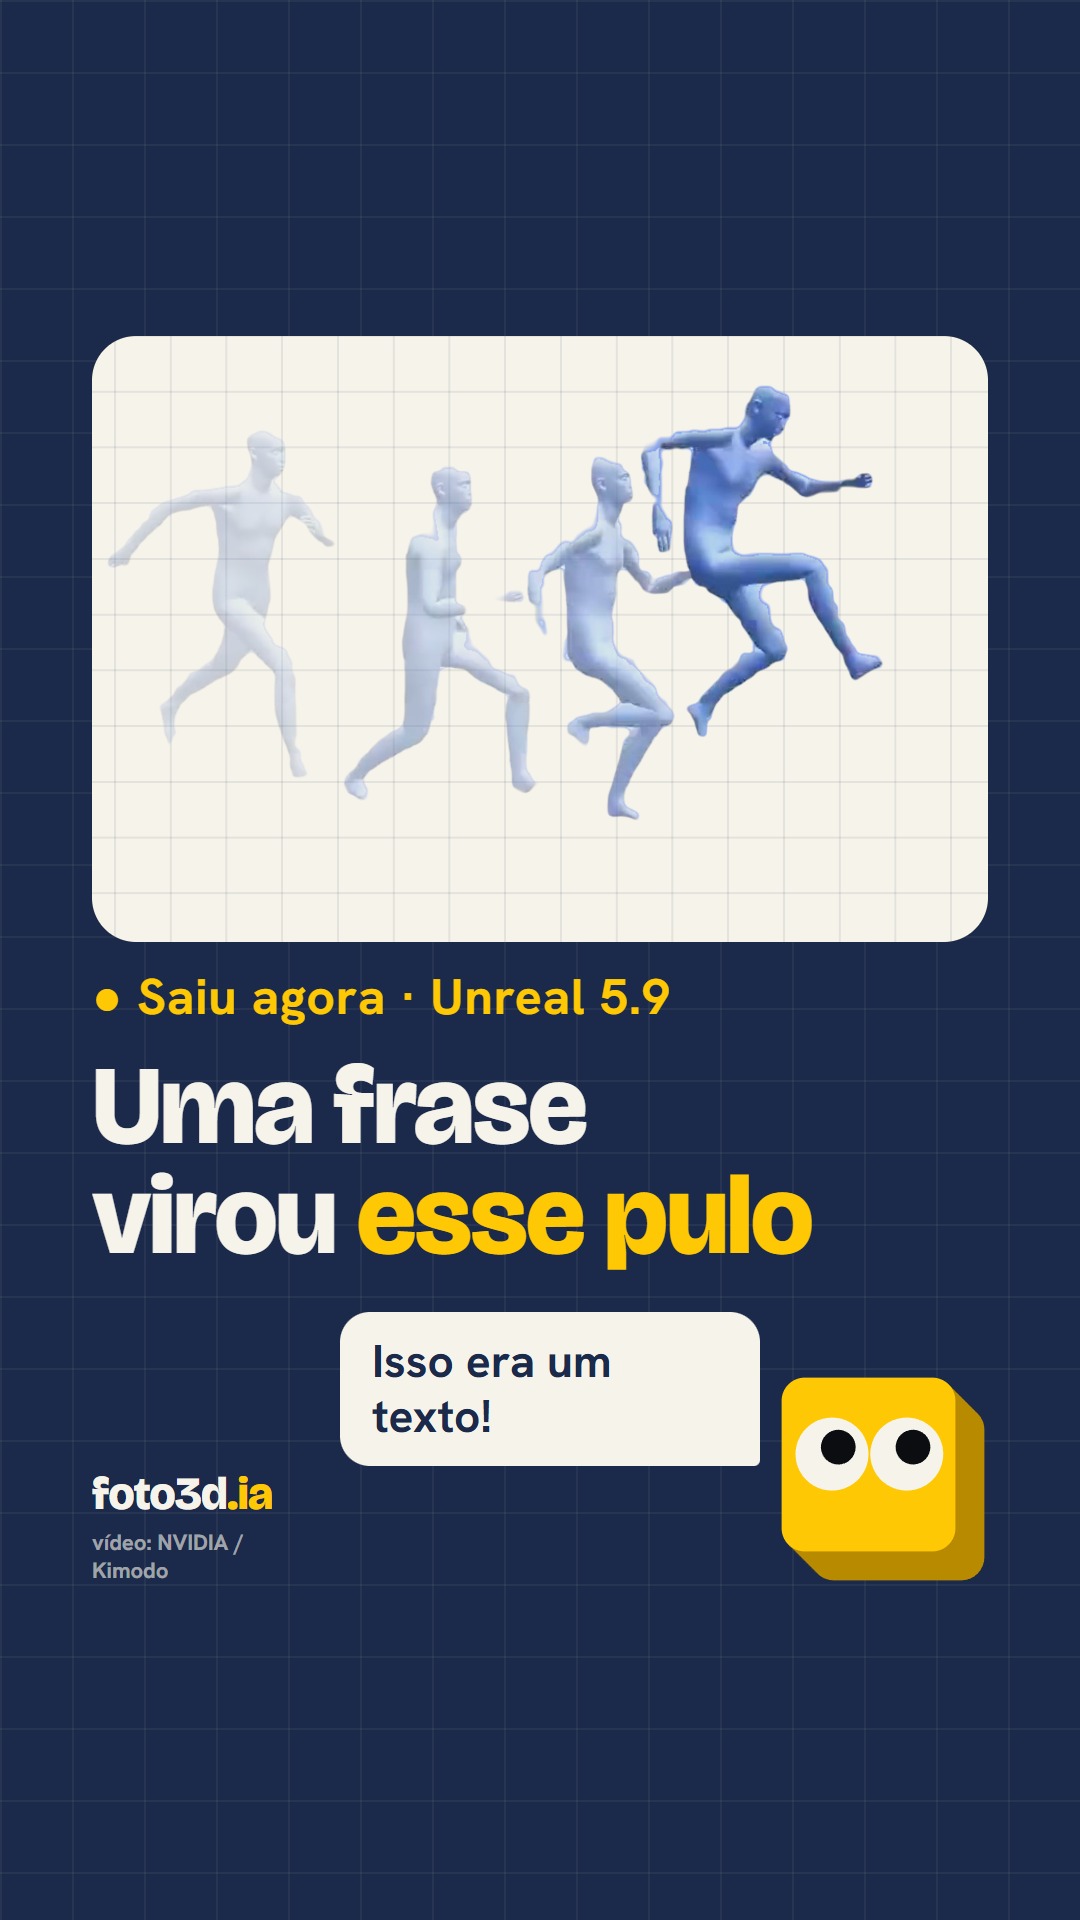 ● Saiu agora · Unreal 5.9
Uma frase
virou esse pulo
Isso era um
texto!
foto3d.ia
vídeo: NVIDIA /
Kimodo